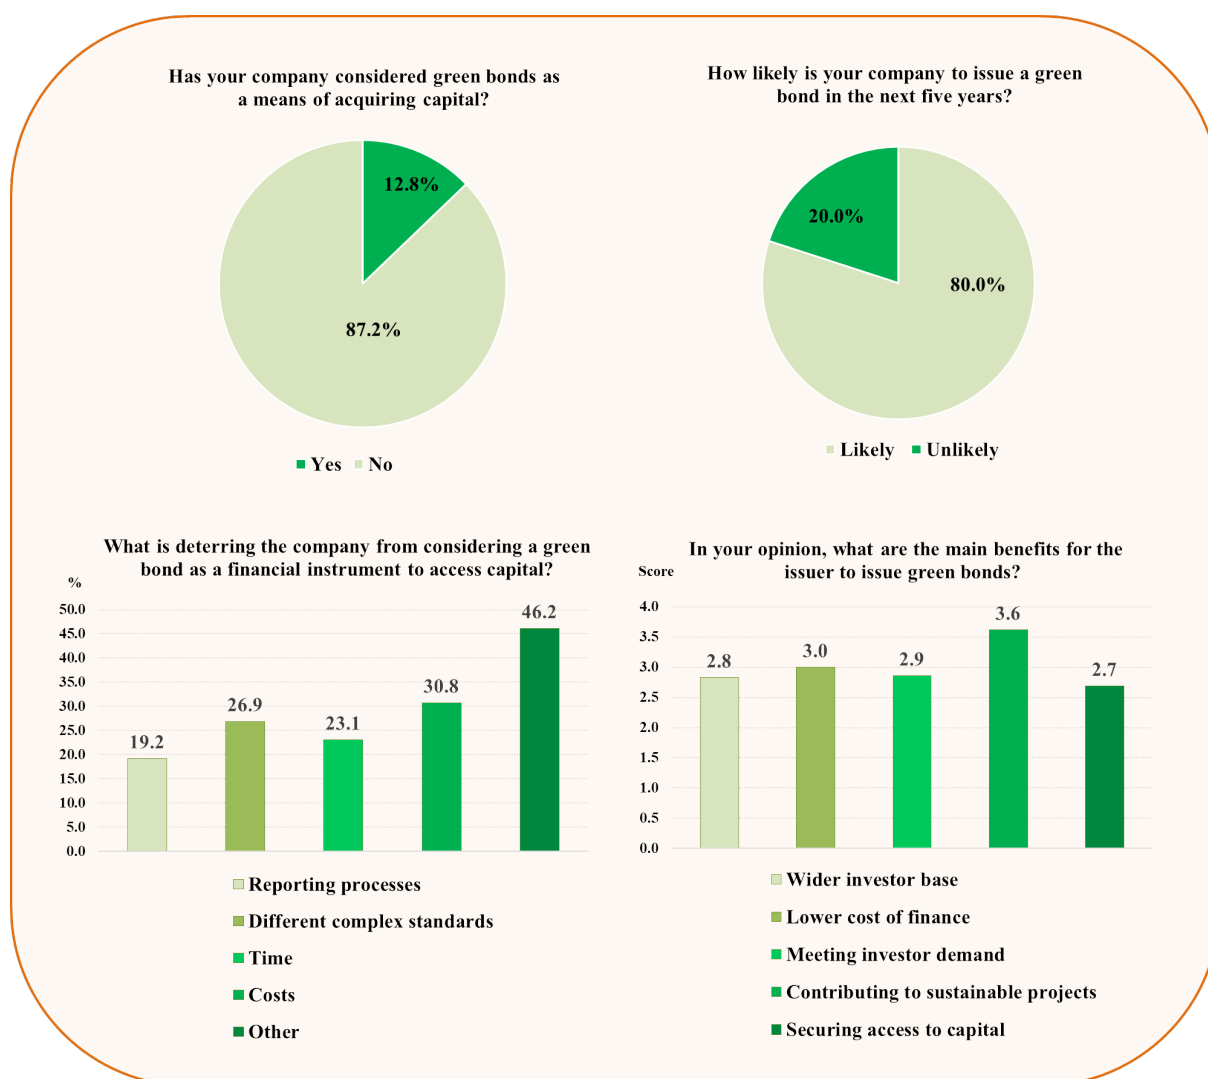 Has your company considered green bonds as
a means of acquiring capital?
12.8%
87.2%
Yes No
How likely is your company to issue a green
bond in the next five years?
20.0%
80.0%
Likely Unlikely
What is deterring the company from considering a green
bond as a financial instrument to access capital?
%
50.0
45.0
40.0
35.0
30.0
25.0
20.0
15.0
10.0
5.0
0.0
19.2
26.9
23.1
30.8
46.2
Reporting processes
Different complex standards
Time
Costs
Other
In your opinion, what are the main benefits for the
issuer to issue green bonds?
Score
4.0
3.5
3.0
2.5
2.0
1.5
1.0
0.5
0.0
2.8
3.0
2.9
3.6
2.7
Wider investor base
Lower cost of finance
Meeting investor demand
Contributing to sustainable projects
Securing access to capital